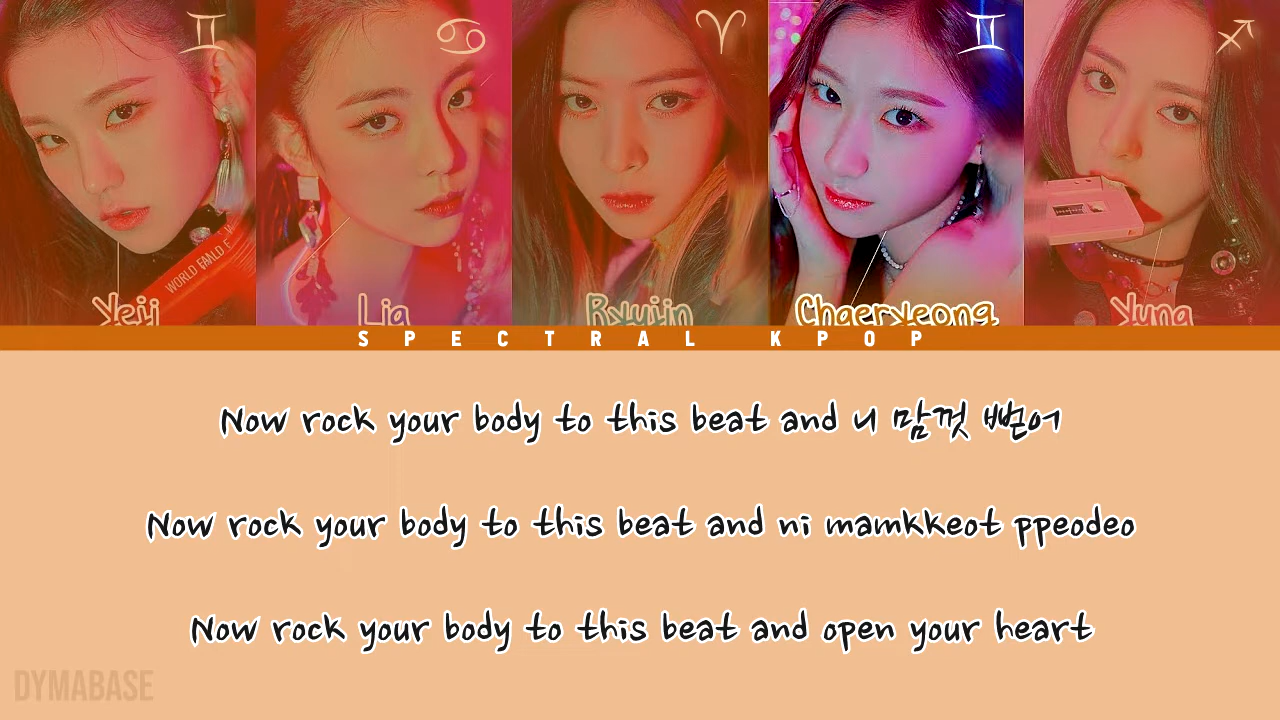 WORLD FAMLD E
Yeji
Lia
Ryujin
Chaeryeong
Yuna
SPECTRAL KPOP
Now rock your body to this beat and 니 맘껏 뻗어
Now rock your body to this beat and ni mamkkeot ppeodeo
Now rock your body to this beat and open your heart
DYMABASE